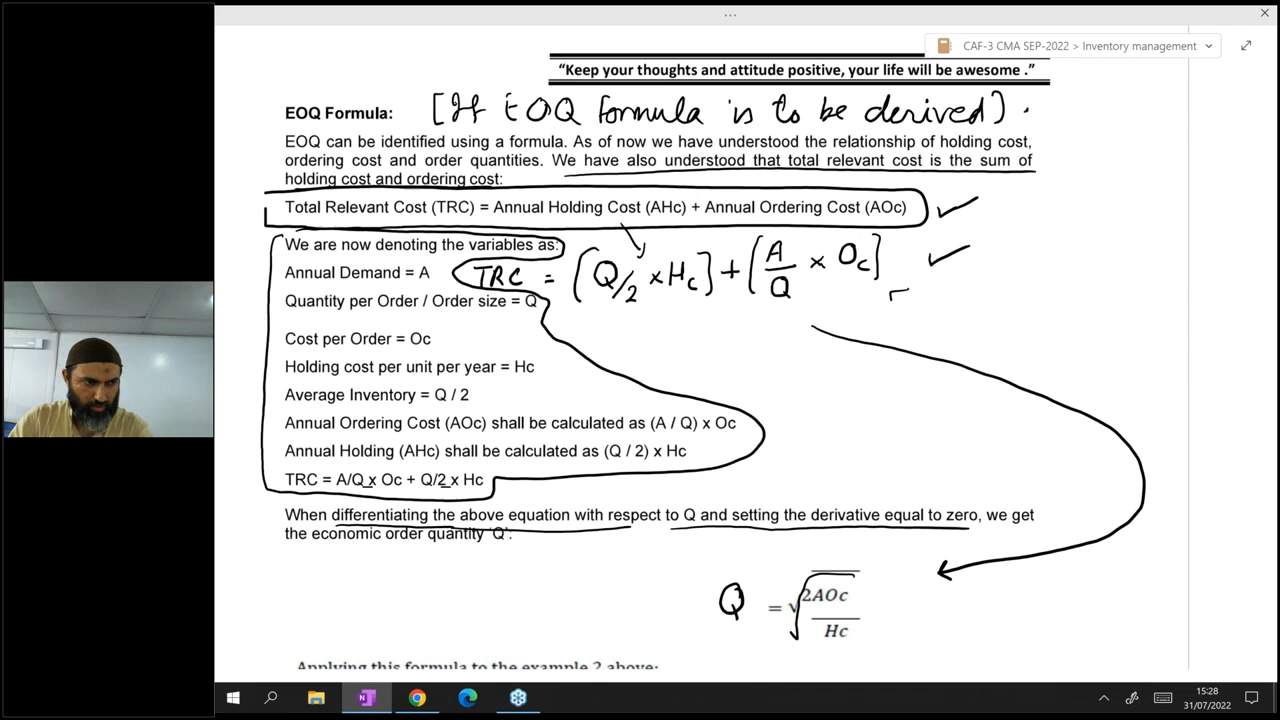 CAF-3 CMA SEP-2022 > Inventory management
“Keep your thoughts and attitude positive, your life will be awesome .”
EOQ Formula: [If EOQ formula is to be derived].
EOQ can be identified using a formula. As of now we have understood the relationship of holding cost,
ordering cost and order quantities. We have also understood that total relevant cost is the sum of
holding cost and ordering cost:
Total Relevant Cost (TRC) = Annual Holding Cost (AHc) + Annual Ordering Cost (AOc)
We are now denoting the variables as:
TRC = [Q/2 × Hc] + [A/Q × Oc]
Annual Demand = A
Quantity per Order / Order size = Q
Cost per Order = Oc
Holding cost per unit per year = Hc
Average Inventory = Q / 2
Annual Ordering Cost (AOc) shall be calculated as (A / Q) x Oc
Annual Holding (AHc) shall be calculated as (Q / 2) x Hc
TRC = A/Q x Oc + Q/2 x Hc
When differentiating the above equation with respect to Q and setting the derivative equal to zero, we get
the economic order quantity ‘Q’:
Q = √2AOc
Hc
Applying this formula to the example 2 above:
15:28
31/07/2022